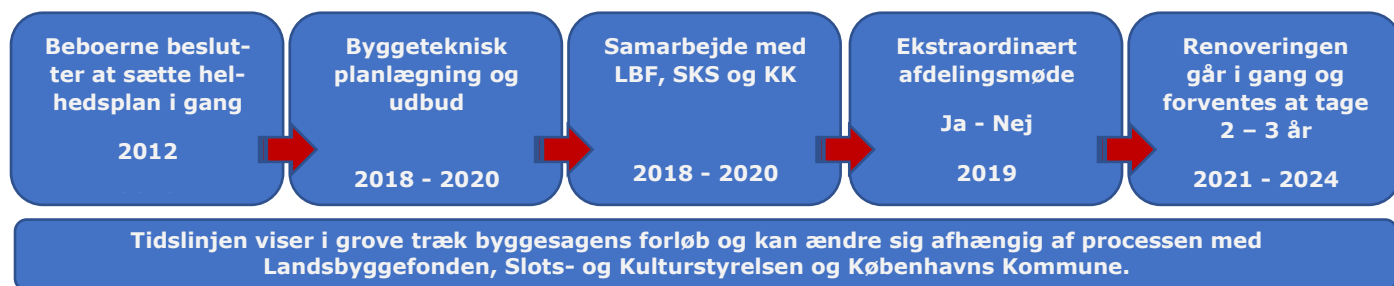 Beboerne beslut-
ter at sætte hel-
hedsplan i gang
2012
Byggeteknisk
planlægning og
udbud
2018 - 2020
Samarbejde med
LBF, SKS og KK
2018 - 2020
Ekstraordinært
afdelingsmøde
Ja - Nej
2019
Renoveringen
går i gang og
forventes at tage
2 – 3 år
2021 - 2024
Tidslinjen viser i grove træk byggesagens forløb og kan ændre sig afhængig af processen med
Landsbyggefonden, Slots- og Kulturstyrelsen og Københavns Kommune.